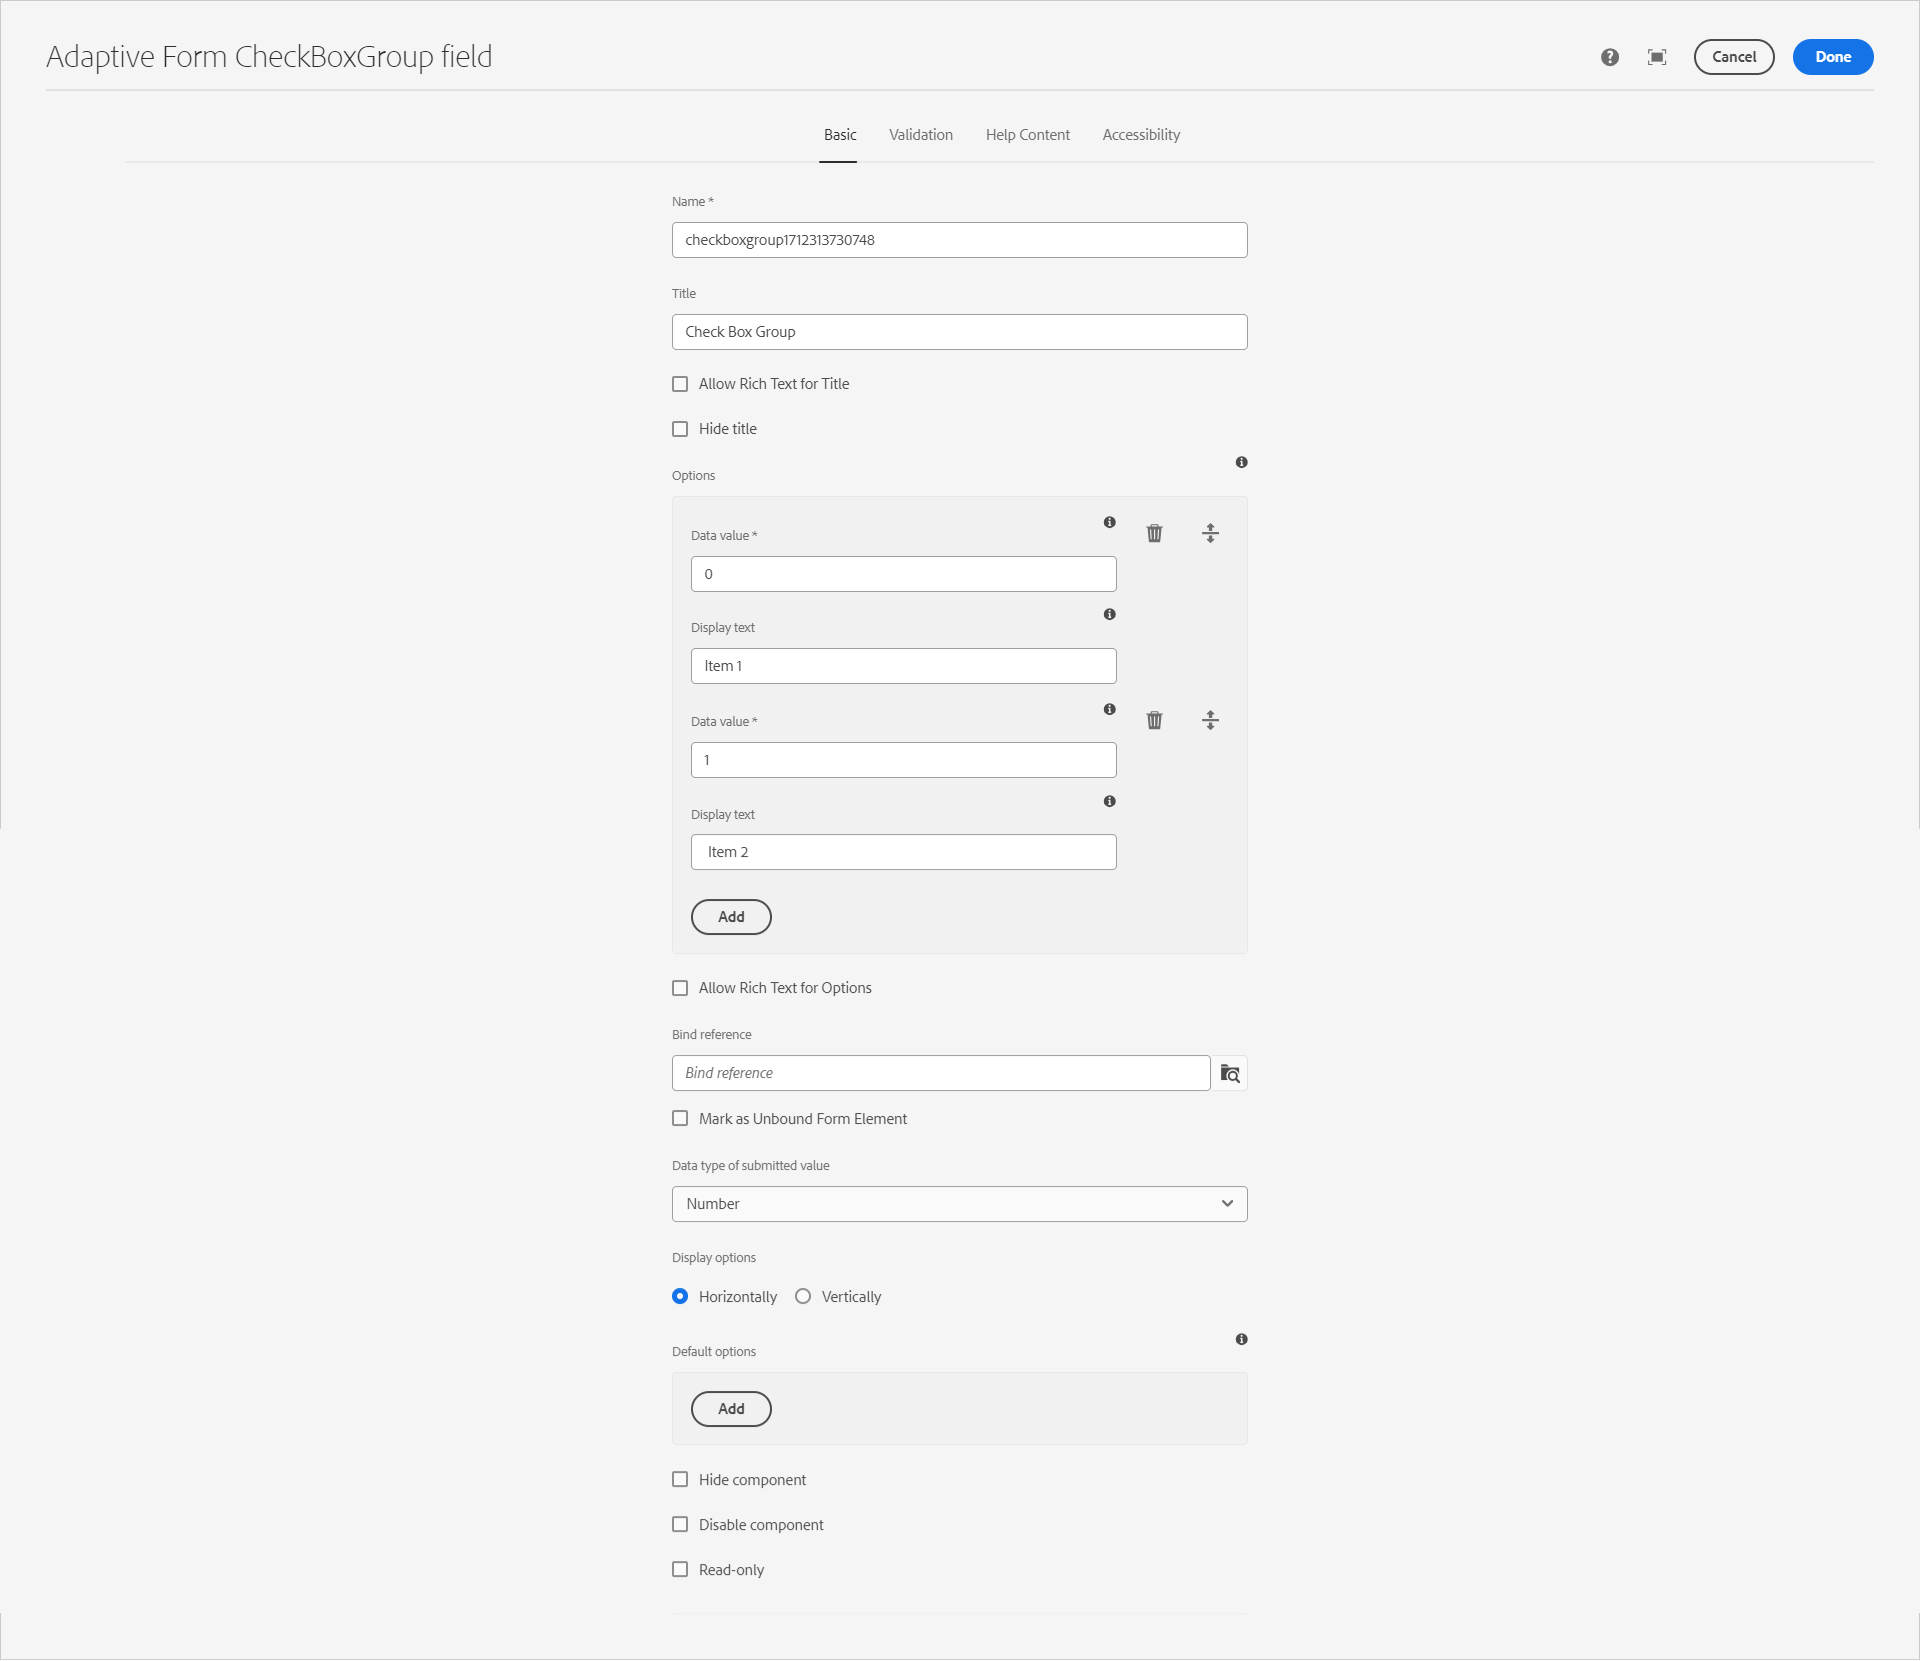 Adaptive Form CheckBoxGroup field
Cancel
Done
Basic
Validation
Help Content
Accessibility
Name *
checkboxgroup1712313730748
Title
Check Box Group
Allow Rich Text for Title
Hide title
Options
Data value *
0
Display text
Item 1
Data value *
1
Display text
Item 2
Add
Allow Rich Text for Options
Bind reference
Bind reference
Mark as Unbound Form Element
Data type of submitted value
Number
Display options
Horizontally
Vertically
Default options
Add
Hide component
Disable component
Read-only